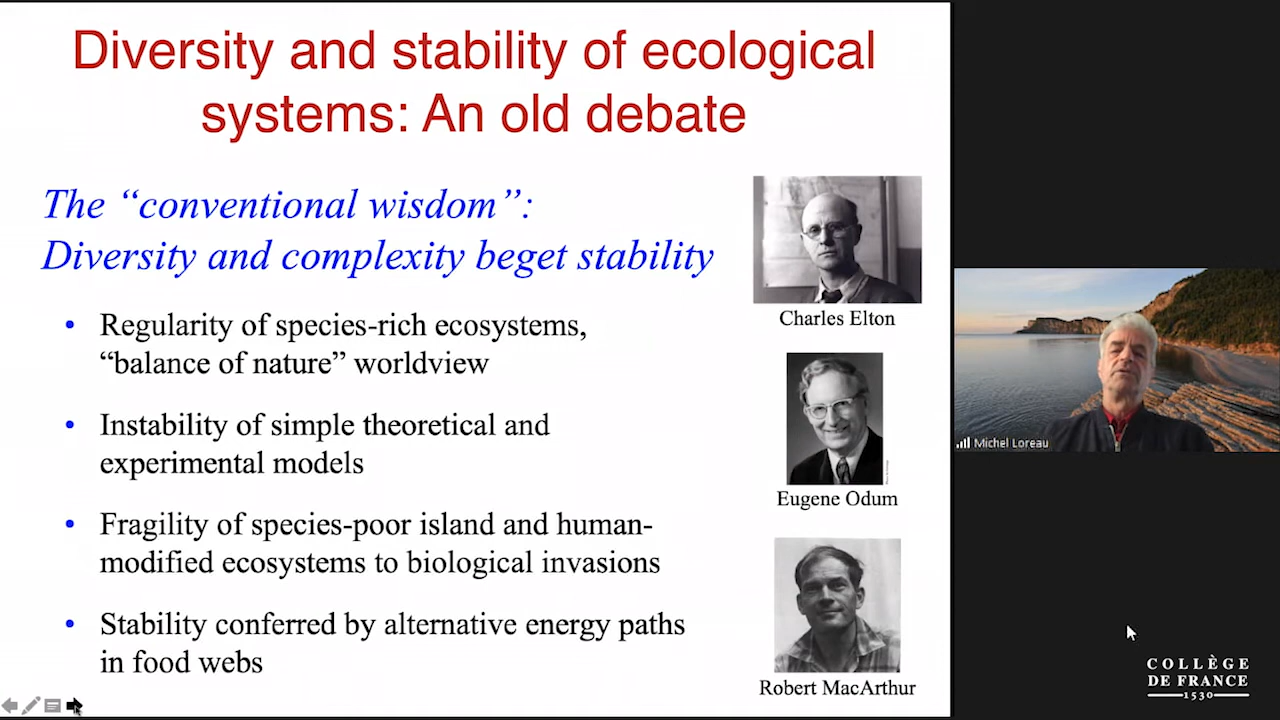 Diversity and stability of ecological
systems: An old debate
The “conventional wisdom”:
Diversity and complexity beget stability
• Regularity of species-rich ecosystems,
“balance of nature” worldview
• Instability of simple theoretical and
experimental models
• Fragility of species-poor island and human-
modified ecosystems to biological invasions
• Stability conferred by alternative energy paths
in food webs
Charles Elton
Eugene Odum
Robert MacArthur
Michel Loreau
COLLÈGE
DE FRANCE
1530